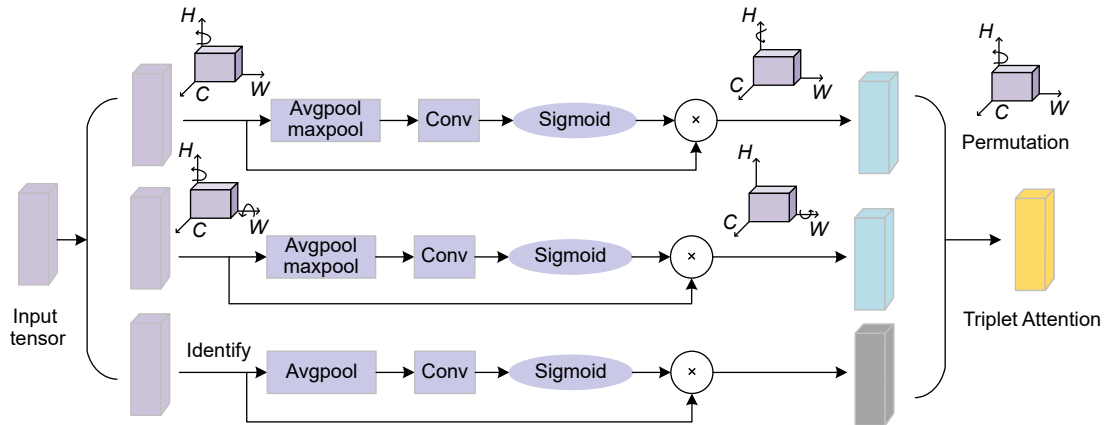 H
C
W
Avgpool
maxpool
Conv
Sigmoid
×
H
C
W
H
C
W
Permutation
H
C
W
Avgpool
maxpool
Conv
Sigmoid
×
H
C
W
Input
tensor
Triplet Attention
Identify
Avgpool
Conv
Sigmoid
×